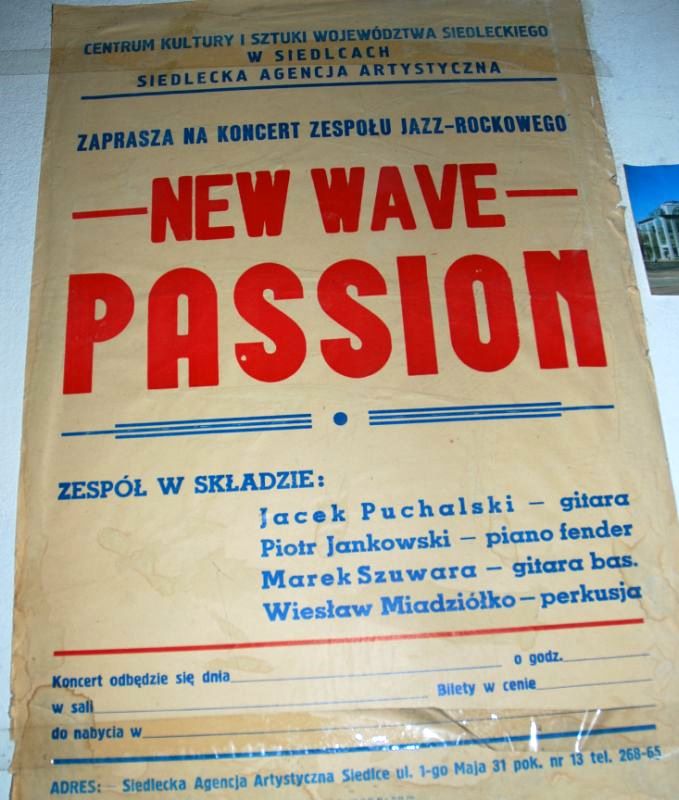 CENTRUM KULTURY I SZTUKI WOJEWÓDZTWA SIEDLECKIEGO
W SIEDLCACH
SIEDLECKA AGENCJA ARTYSTYCZNA
ZAPRASZA NA KONCERT ZESPOŁU JAZZ-ROCKOWEGO
—NEW WAVE—
PASSION
ZESPÓŁ W SKŁADZIE:
Jacek Puchalski — gitara
Piotr Jankowski — piano fender
Marek Szuwara — gitara bas.
Wiesław Miadziółko — perkusja
Koncert odbędzie się dnia o godz.
w sali Bilety w cenie
do nabycia w
ADRES: – Siedlecka Agencja Artystyczna Siedlce ul. 1-go Maja 31 pok. nr 13 tel. 268-65